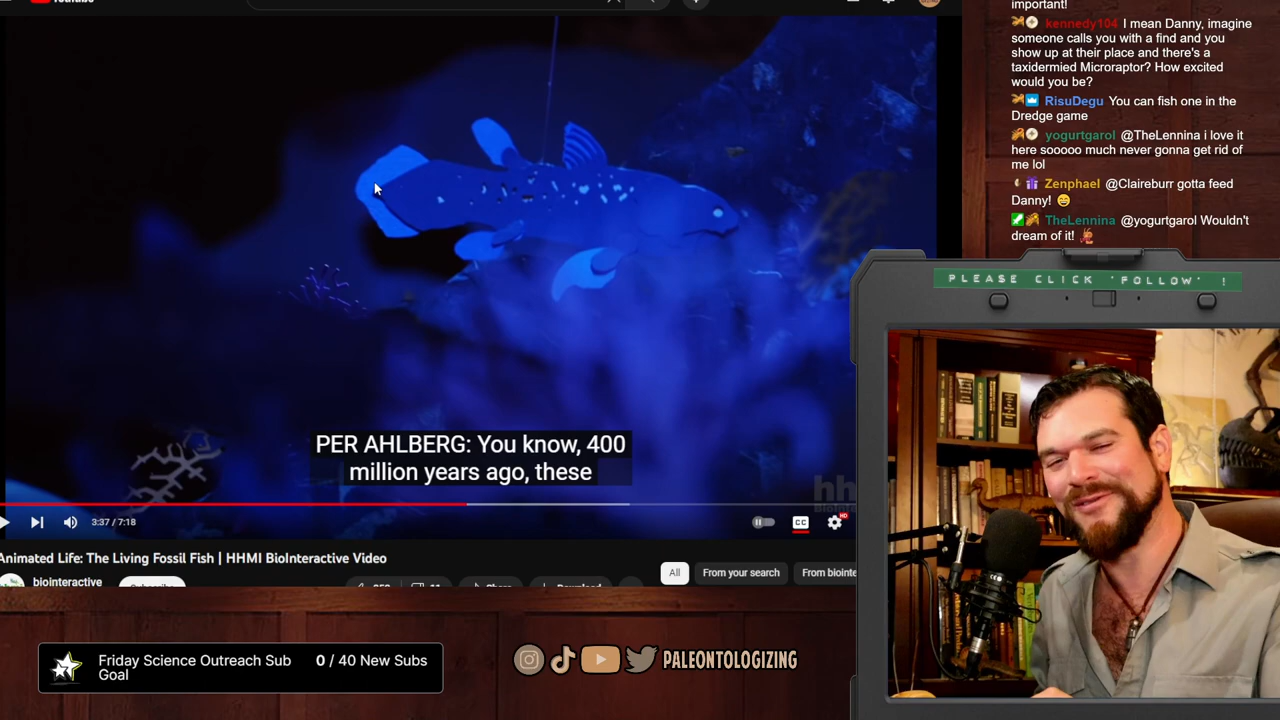 important!
kennedy104 I mean Danny, imagine
someone calls you with a find and you
show up at their place and there's a
taxidermied Microraptor? How excited
would you be?
RisuDegu You can fish one in the
Dredge game
yogurtgarol @TheLennina i love it
here sooooo much never gonna get rid of
me lol
Zenphael @Claireburr gotta feed
Danny!
TheLennina @yogurtgarol Wouldn't
dream of it!
PLEASE CLICK 'FOLLOW' !
PER AHLBERG: You know, 400
million years ago, these
hh
3:37 / 7:18
CC
HD
Animated Life: The Living Fossil Fish | HHMI BioInteractive Video
biointeractive
All
From your search
From biointe
Friday Science Outreach Sub
Goal
0 / 40 New Subs
PALEONTOLOGIZING